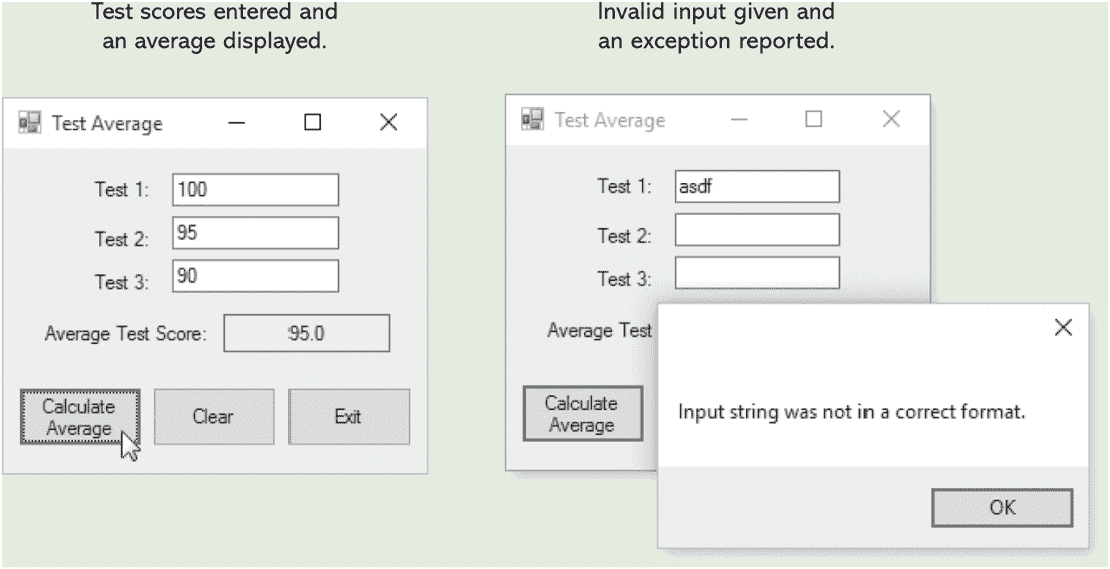 Test scores entered and
an average displayed.
Test Average
Test 1:
100
Test 2:
95
Test 3:
90
Average Test Score:
95.0
Calculate
Average
Clear
Exit
Invalid input given and
an exception reported.
Test Average
Test 1:
asdf
Test 2:
Test 3:
Average Test
Calculate
Average
Input string was not in a correct format.
OK